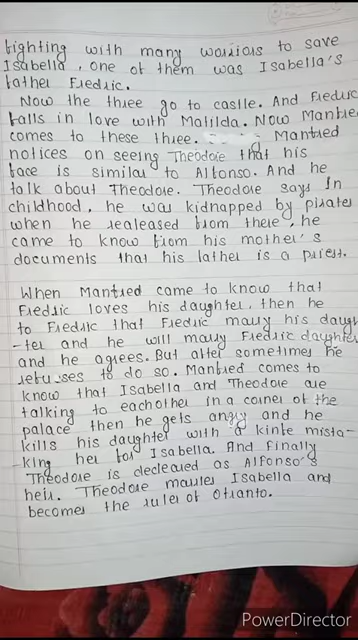 fighting with many warriors to save
Isabella, one of them was Isabella's
father Fredric.
Now the three go to caslle. And Fredric
falls in love with Matilda. Now Manfred
comes to these three. Manfred
notices on seeing Theodore that his
face is similar to Alfonso. And he
talk about Theodore. Theodore says In
childhood, he was kidnapped by pirates
when he realeased from there, he
came to know from his mother's
documents that his father is a priest.
When Manfred came to know that
Fredric loves his daughter, then he
to Fredric that Fredric marry his daugh
-ter and he will marry Fredric daughter
and he agrees. But after sometimes he
refuses to do so. Manfred comes to
know that Isabella and Theodore are
talking to eachother in a corner of the
palace then he gets angry and he
kills his daughter with a kinfe mista-
-king her for Isabella. And finally
Theodore is decleared as Alfonso's
heir. Theodore marries Isabella and
becomes the ruler of Otranto.
PowerDirector